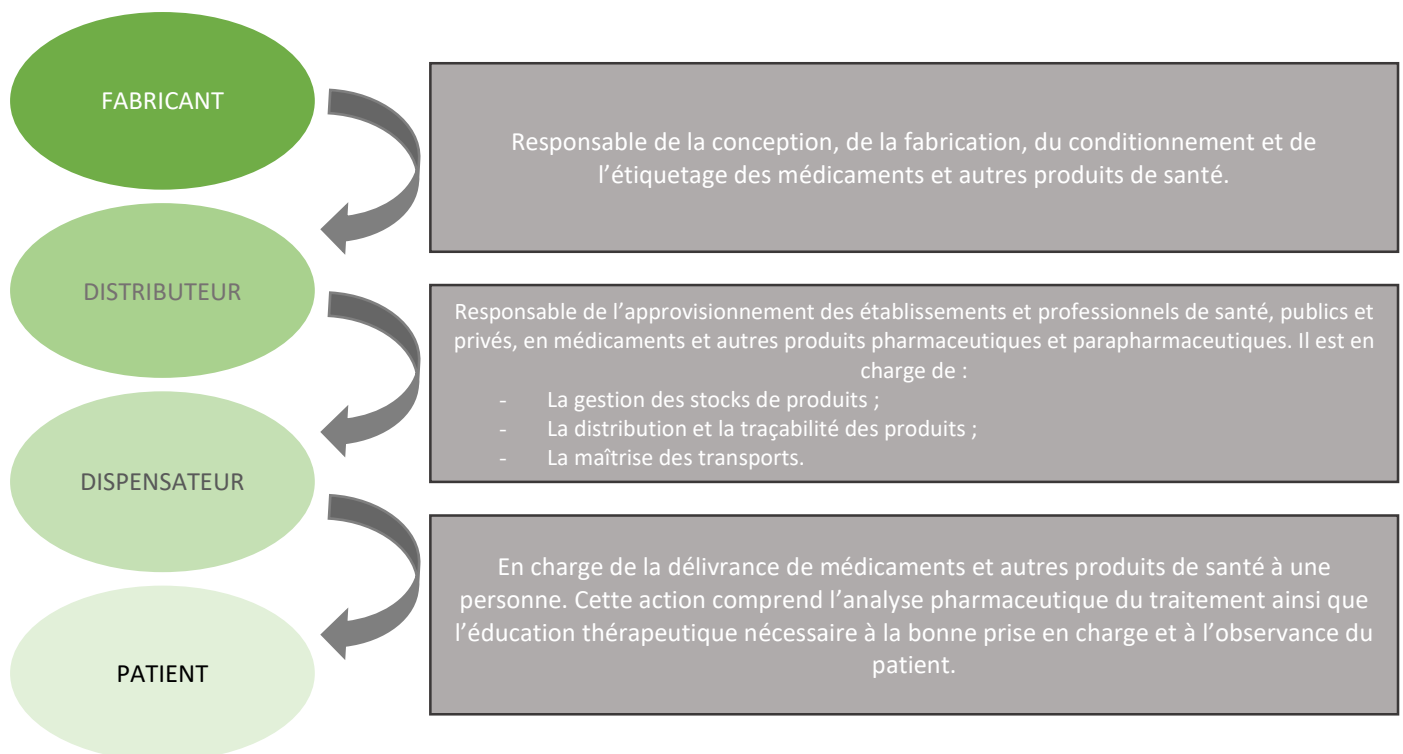 FABRICANT
Responsable de la conception, de la fabrication, du conditionnement et de
l’étiquetage des médicaments et autres produits de santé.
DISTRIBUTEUR
Responsable de l’approvisionnement des établissements et professionnels de santé, publics et
privés, en médicaments et autres produits pharmaceutiques et parapharmaceutiques. Il est en
charge de :
- La gestion des stocks de produits ;
- La distribution et la traçabilité des produits ;
- La maîtrise des transports.
DISPENSATEUR
En charge de la délivrance de médicaments et autres produits de santé à une
personne. Cette action comprend l’analyse pharmaceutique du traitement ainsi que
l’éducation thérapeutique nécessaire à la bonne prise en charge et à l’observance du
patient.
PATIENT